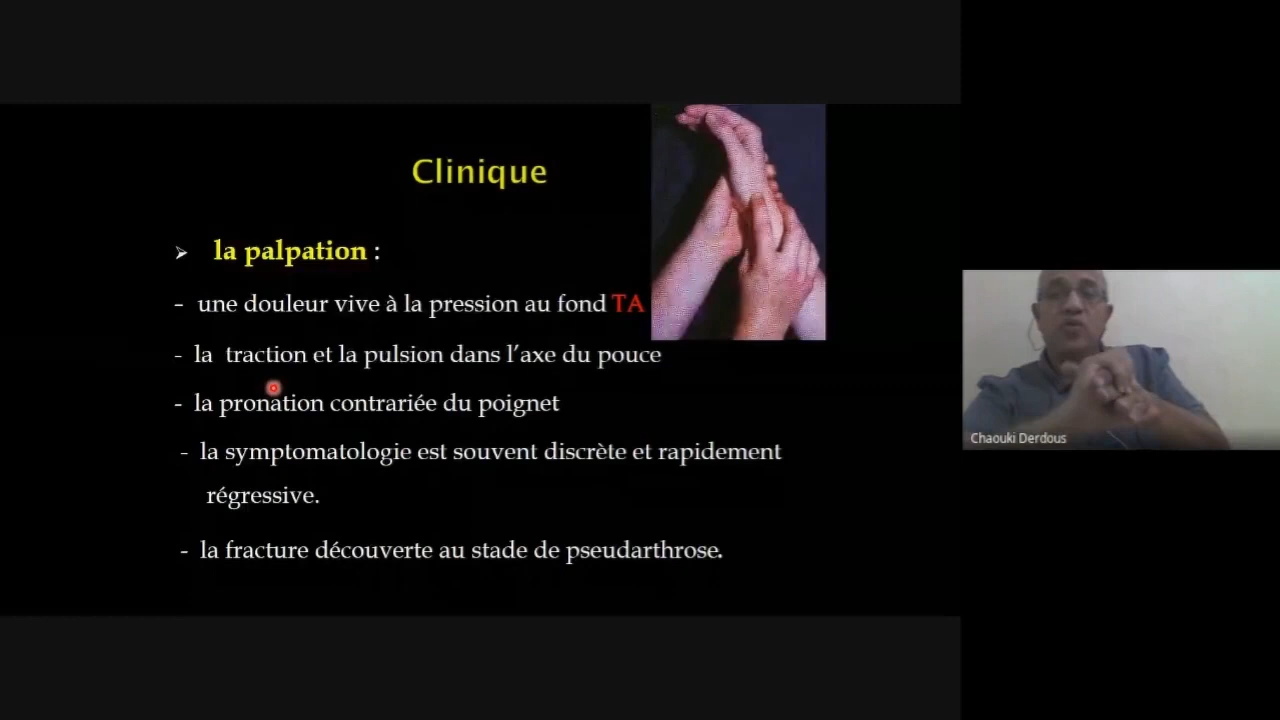 Clinique
➢ la palpation :
- une douleur vive à la pression au fond TA
- la traction et la pulsion dans l’axe du pouce
- la pronation contrariée du poignet
- la symptomatologie est souvent discrète et rapidement
régressive.
- la fracture découverte au stade de pseudarthrose.
Chaouki Derdous